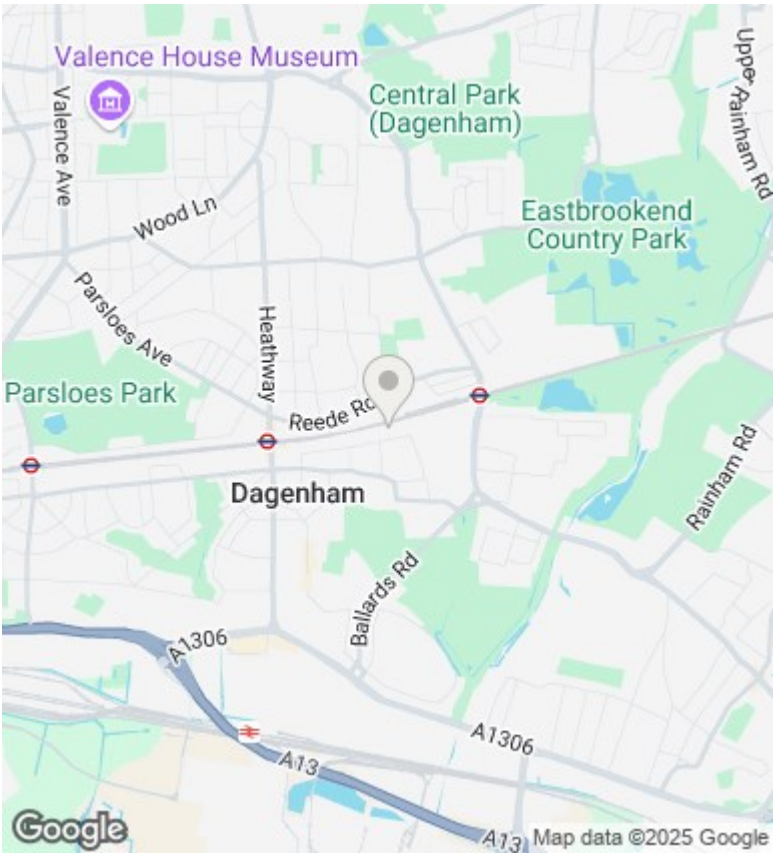 Valence House Museum
Central Park
(Dagenham)
Valence Ave
Upper Rainham Rd
Wood Ln
Eastbrookend
Country Park
Parsloes Ave
Heathway
Parsloes Park
Reede Rd
Dagenham
Rainham Rd
Ballards Rd
A1306
A1306
A13
A13
Google
Map data ©2025 Google